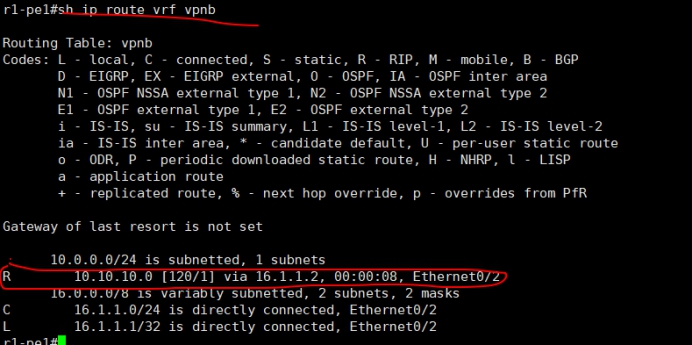 r1-pe1#sh ip route vrf vpnb
Routing Table: vpnb
Codes: L - local, C - connected, S - static, R - RIP, M - mobile, B - BGP
D - EIGRP, EX - EIGRP external, O - OSPF, IA - OSPF inter area
N1 - OSPF NSSA external type 1, N2 - OSPF NSSA external type 2
E1 - OSPF external type 1, E2 - OSPF external type 2
i - IS-IS, su - IS-IS summary, L1 - IS-IS level-1, L2 - IS-IS level-2
ia - IS-IS inter area, * - candidate default, U - per-user static route
o - ODR, P - periodic downloaded static route, H - NHRP, l - LISP
a - application route
+ - replicated route, % - next hop override, p - overrides from PfR
Gateway of last resort is not set
10.0.0.0/24 is subnetted, 1 subnets
R 10.10.10.0 [120/1] via 16.1.1.2, 00:00:08, Ethernet0/2
16.0.0.0/8 is variably subnetted, 2 subnets, 2 masks
C 16.1.1.0/24 is directly connected, Ethernet0/2
L 16.1.1.1/32 is directly connected, Ethernet0/2
r1-pe1#